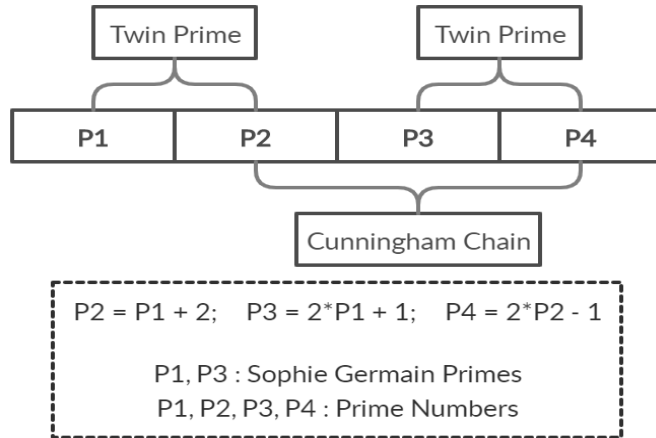 Twin Prime
Twin Prime
P1 P2 P3 P4
Cunningham Chain
P2 = P1 + 2; P3 = 2*P1 + 1; P4 = 2*P2 - 1
P1, P3 : Sophie Germain Primes
P1, P2, P3, P4 : Prime Numbers